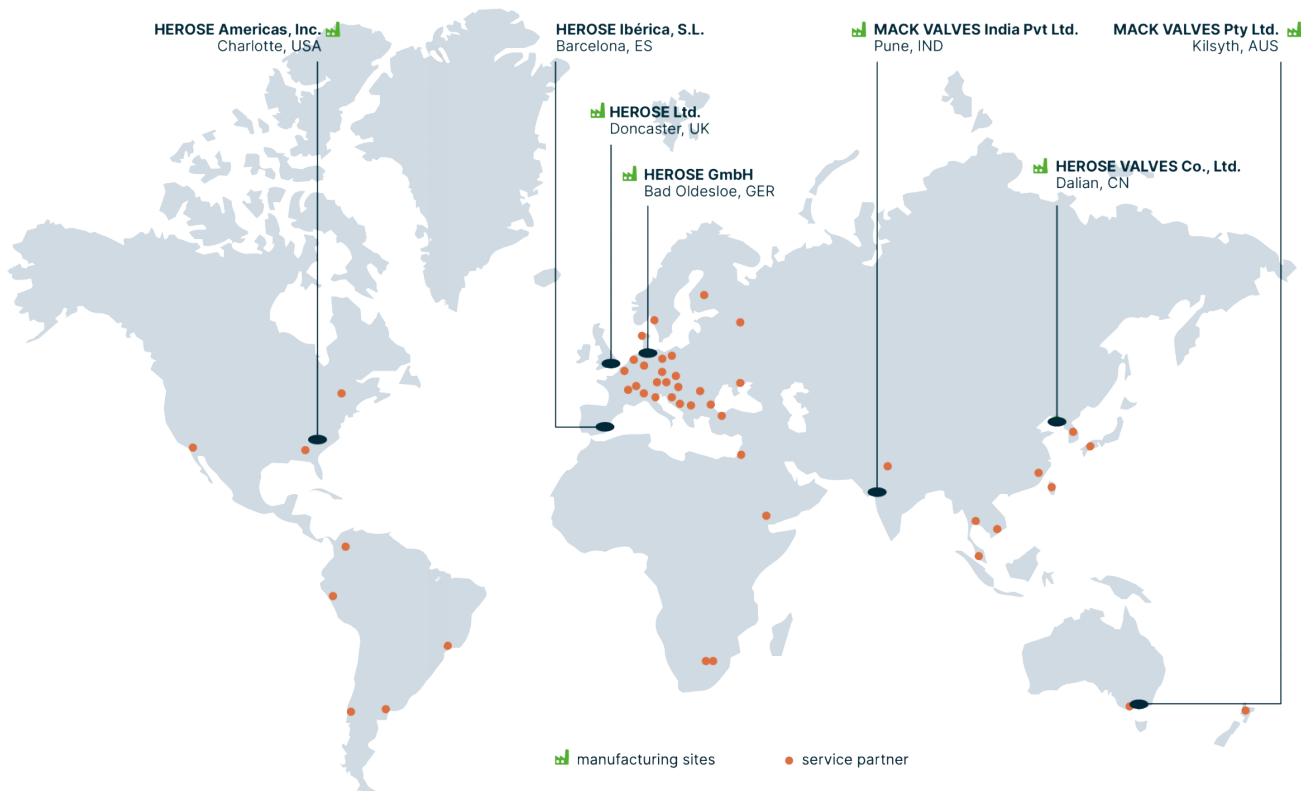 HEROSE Americas, Inc.
Charlotte, USA
HEROSE Ibérica, S.L.
Barcelona, ES
MACK VALVES India Pvt Ltd.
Pune, IND
MACK VALVES Pty Ltd.
Kilsyth, AUS
HEROSE Ltd.
Doncaster, UK
HEROSE GmbH
Bad Oldesloe, GER
HEROSE VALVES Co., Ltd.
Dalian, CN
manufacturing sites
service partner